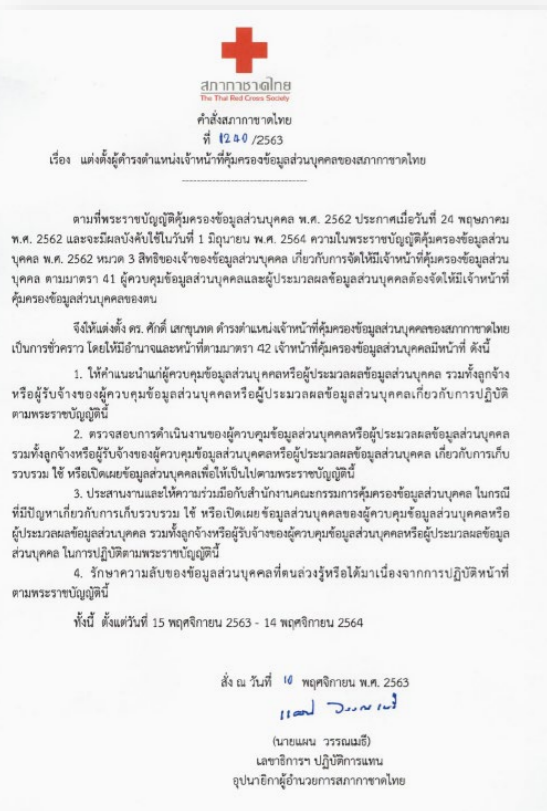 สภากาชาดไทย
The Thai Red Cross Society
คำสั่งสภากาชาดไทย
ที่ 1240 /2563
เรื่อง แต่งตั้งผู้ดำรงตำแหน่งเจ้าหน้าที่คุ้มครองข้อมูลส่วนบุคคลของสภากาชาดไทย
ตามที่พระราชบัญญัติคุ้มครองข้อมูลส่วนบุคคล พ.ศ. 2562 ประกาศเมื่อวันที่ 24 พฤษภาคม
พ.ศ. 2562 และจะมีผลบังคับใช้ในวันที่ 1 มิถุนายน พ.ศ. 2564 ความในพระราชบัญญัติคุ้มครองข้อมูลส่วน
บุคคล พ.ศ. 2562 หมวด 3 สิทธิของเจ้าของข้อมูลส่วนบุคคล เกี่ยวกับการจัดให้มีเจ้าหน้าที่คุ้มครองข้อมูลส่วน
บุคคล ตามมาตรา 41 ผู้ควบคุมข้อมูลส่วนบุคคลและผู้ประมวลผลข้อมูลส่วนบุคคลต้องจัดให้มีเจ้าหน้าที่
คุ้มครองข้อมูลส่วนบุคคลของตน
จึงให้แต่งตั้ง ดร. ศักดิ์ เสกขุนทด ดำรงตำแหน่งเจ้าหน้าที่คุ้มครองข้อมูลส่วนบุคคลของสภากาชาดไทย
เป็นการชั่วคราว โดยให้มีอำนาจและหน้าที่ตามมาตรา 42 เจ้าหน้าที่คุ้มครองข้อมูลส่วนบุคคลมีหน้าที่ ดังนี้
1. ให้คำแนะนำแก่ผู้ควบคุมข้อมูลส่วนบุคคลหรือผู้ประมวลผลข้อมูลส่วนบุคคล รวมทั้งลูกจ้าง
หรือผู้รับจ้างของผู้ควบคุมข้อมูลส่วนบุคคลหรือผู้ประมวลผลข้อมูลส่วนบุคคลเกี่ยวกับการปฏิบัติ
ตามพระราชบัญญัตินี้
2. ตรวจสอบการดำเนินงานของผู้ควบคุมข้อมูลส่วนบุคคลหรือผู้ประมวลผลข้อมูลส่วนบุคคล
รวมทั้งลูกจ้างหรือผู้รับจ้างของผู้ควบคุมข้อมูลส่วนบุคคลหรือผู้ประมวลผลข้อมูลส่วนบุคคล เกี่ยวกับการเก็บ
รวบรวม ใช้ หรือเปิดเผยข้อมูลส่วนบุคคลเพื่อให้เป็นไปตามพระราชบัญญัตินี้
3. ประสานงานและให้ความร่วมมือกับสำนักงานคณะกรรมการคุ้มครองข้อมูลส่วนบุคคล ในกรณี
ที่มีปัญหาเกี่ยวกับการเก็บรวบรวม ใช้ หรือเปิดเผยข้อมูลส่วนบุคคลของผู้ควบคุมข้อมูลส่วนบุคคลหรือ
ผู้ประมวลผลข้อมูลส่วนบุคคล รวมทั้งลูกจ้างหรือผู้รับจ้างของผู้ควบคุมข้อมูลส่วนบุคคลหรือผู้ประมวลผลข้อมูล
ส่วนบุคคล ในการปฏิบัติตามพระราชบัญญัตินี้
4. รักษาความลับของข้อมูลส่วนบุคคลที่ตนล่วงรู้หรือได้มาเนื่องจากการปฏิบัติหน้าที่
ตามพระราชบัญญัตินี้
ทั้งนี้ ตั้งแต่วันที่ 15 พฤศจิกายน 2563 - 14 พฤศจิกายน 2564
สั่ง ณ วันที่ 10 พฤศจิกายน พ.ศ. 2563
แผน วรรณเมธี
(นายแผน วรรณเมธี)
เลขาธิการฯ ปฏิบัติการแทน
อุปนายิกาผู้อำนวยการสภากาชาดไทย